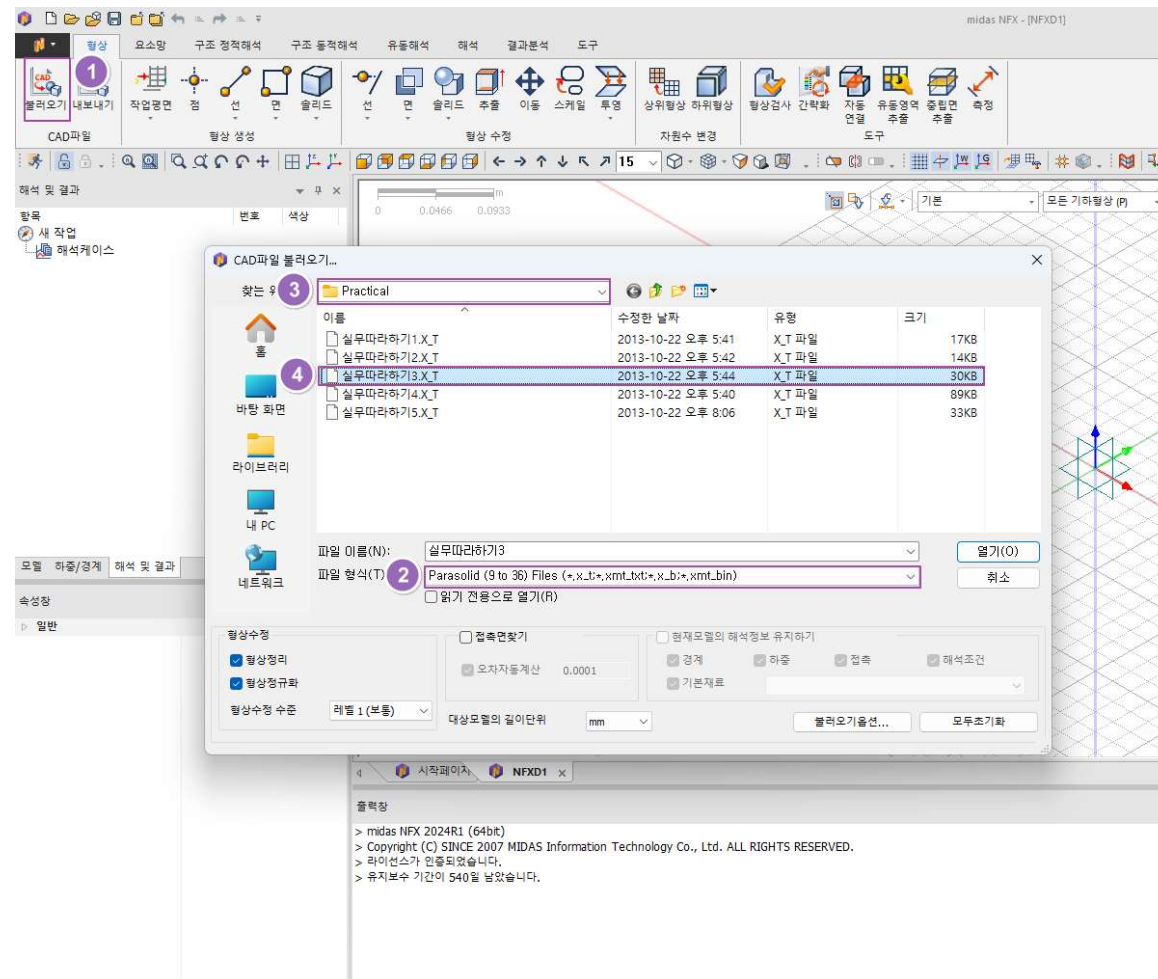 midas NFX - [NFXD1]
형상 요소망 구조 정적해석 구조 동적해석 유동해석 해석 결과분석 도구
1
CAD
불러오기 내보내기 작업평면 점 선 면 솔리드 선 면 솔리드 추출 이동 스케일 투영 상위형상 하위형상 형상검사 간략화 자동 연결 유동영역 추출 중립면 추출 측정
CAD파일 형상 생성 형상 수정 차원수 변경 도구
15
해석 및 결과
항목 번호 색상
새 작업
해석케이스
m
0 0.0466 0.0933
기본 모든 기하형상 (P)
CAD파일 불러오기...
찾는 위
3
Practical
이름 수정한 날짜 유형 크기
실무따라하기1.X_T 2013-10-22 오후 5:41 X_T 파일 17KB
실무따라하기2.X_T 2013-10-22 오후 5:42 X_T 파일 14KB
4
실무따라하기3.X_T 2013-10-22 오후 5:44 X_T 파일 30KB
실무따라하기4.X_T 2013-10-22 오후 5:40 X_T 파일 89KB
실무따라하기5.X_T 2013-10-22 오후 8:06 X_T 파일 33KB
홈
바탕 화면
라이브러리
내 PC
네트워크
파일 이름(N): 실무따라하기3 열기(O)
파일 형식(T) 2 Parasolid (9 to 36) Files (*.x_t;*.xmt_txt;*.x_b;*.xmt_bin) 취소
읽기 전용으로 열기(R)
형상수정 접촉면찾기 현재모델의 해석정보 유지하기
형상정리 오차자동계산 0.0001 경계 하중 접촉 해석조건
형상정규화 기본재료
형상수정 수준 레벨 1 (보통) 대상모델의 길이단위 mm 불러오기옵션... 모두초기화
모델 하중/경계 해석 및 결과
속성창
일반
시작페이지 NFXD1
출력창
> midas NFX 2024R1 (64bit)
> Copyright (C) SINCE 2007 MIDAS Information Technology Co., Ltd. ALL RIGHTS RESERVED.
> 라이선스가 인증되었습니다.
> 유지보수 기간이 540일 남았습니다.